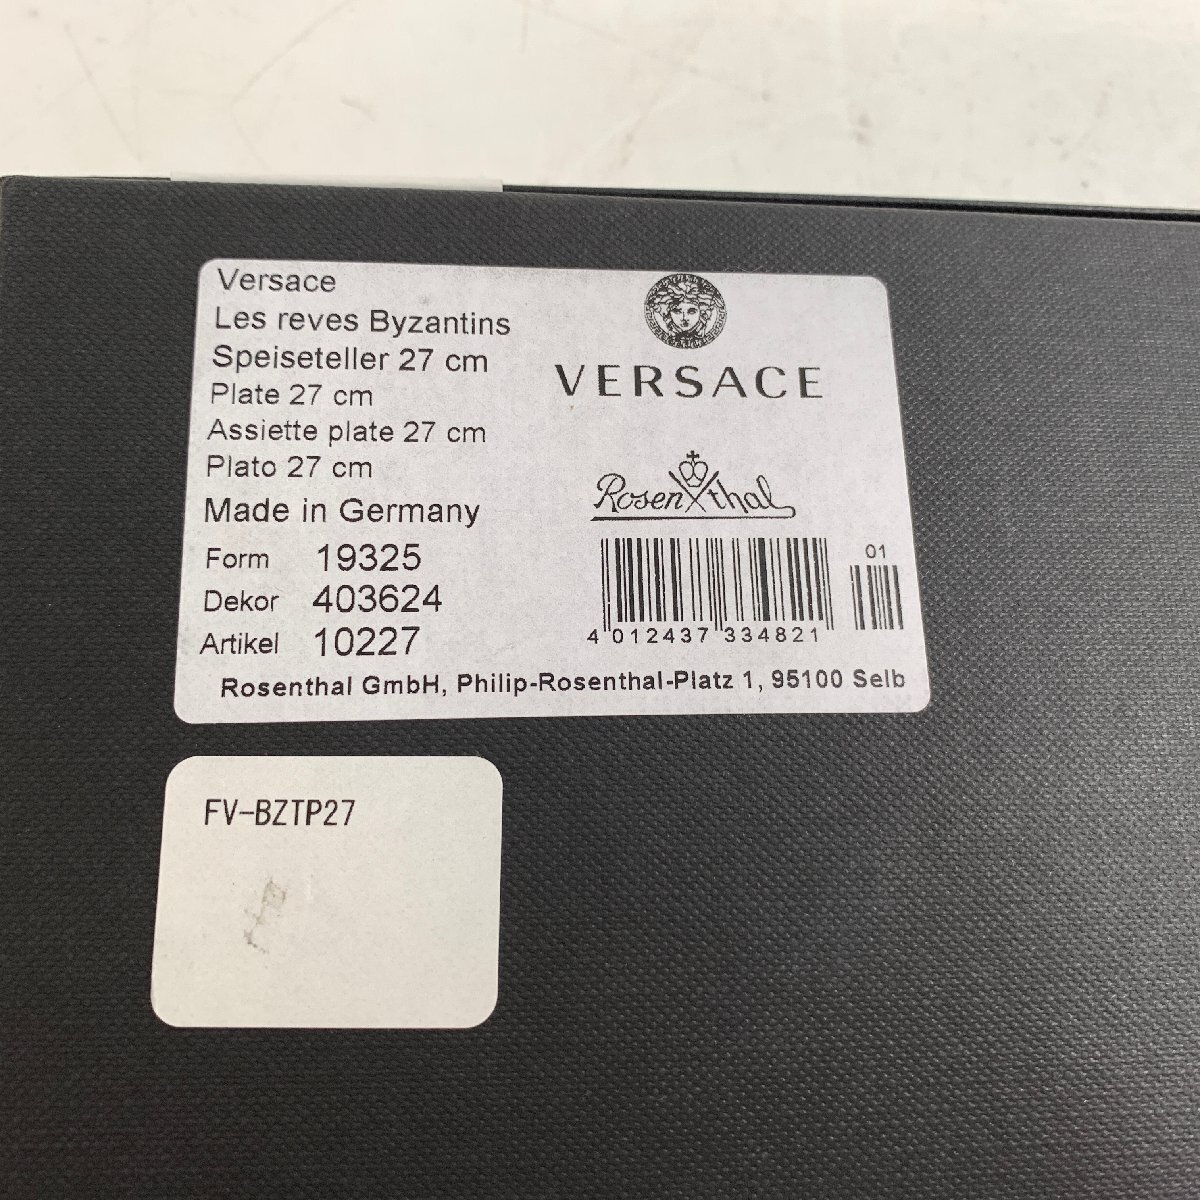 Versace
Les reves Byzantins
Speiseteller 27 cm
Plate 27 cm
Assiette plate 27 cm
Plato 27 cm
Made in Germany
Form 19325
Dekor 403624
Artikel 10227
VERSACE
Rosenthal
01
4 012437 334821
Rosenthal GmbH, Philip-Rosenthal-Platz 1, 95100 Selb
FV-BZTP27